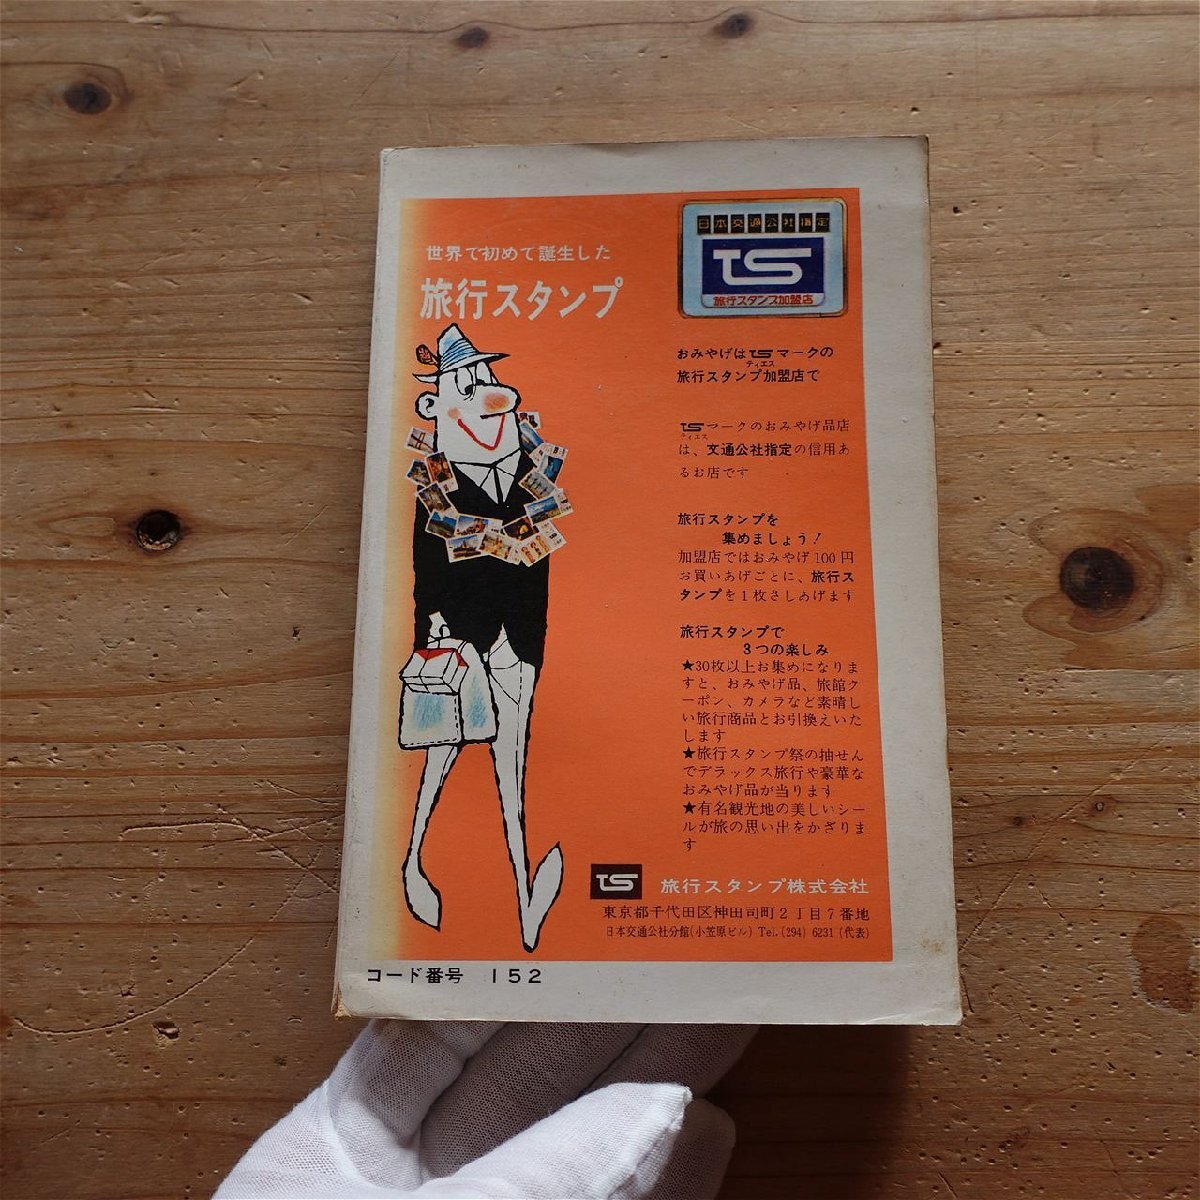 世界で初めて誕生した
旅行スタンプ
日本交通公社指定
TS
旅行スタンプ加盟店
おみやげはTSマークの
ティエス
旅行スタンプ加盟店で
TSマークのおみやげ品店
ティエス
は、交通公社指定の信用あ
るお店です
旅行スタンプを
集めましょう！
加盟店ではおみやげ100円
お買いあげごとに、旅行ス
タンプを1枚さしあげます
旅行スタンプで
3つの楽しみ
★30枚以上お集めになりま
すと、おみやげ品、旅館ク
ーポン、カメラなど素晴し
い旅行商品とお引換えいた
します
★旅行スタンプ祭の抽せん
でデラックス旅行や豪華な
おみやげ品が当ります
★有名観光地の美しいシー
ルが旅の思い出をかざりま
す
TS 旅行スタンプ株式会社
東京都千代田区神田司町2丁目7番地
日本交通公社分館(小笠原ビル) Tel.(294) 6231 (代表)
コード番号 152